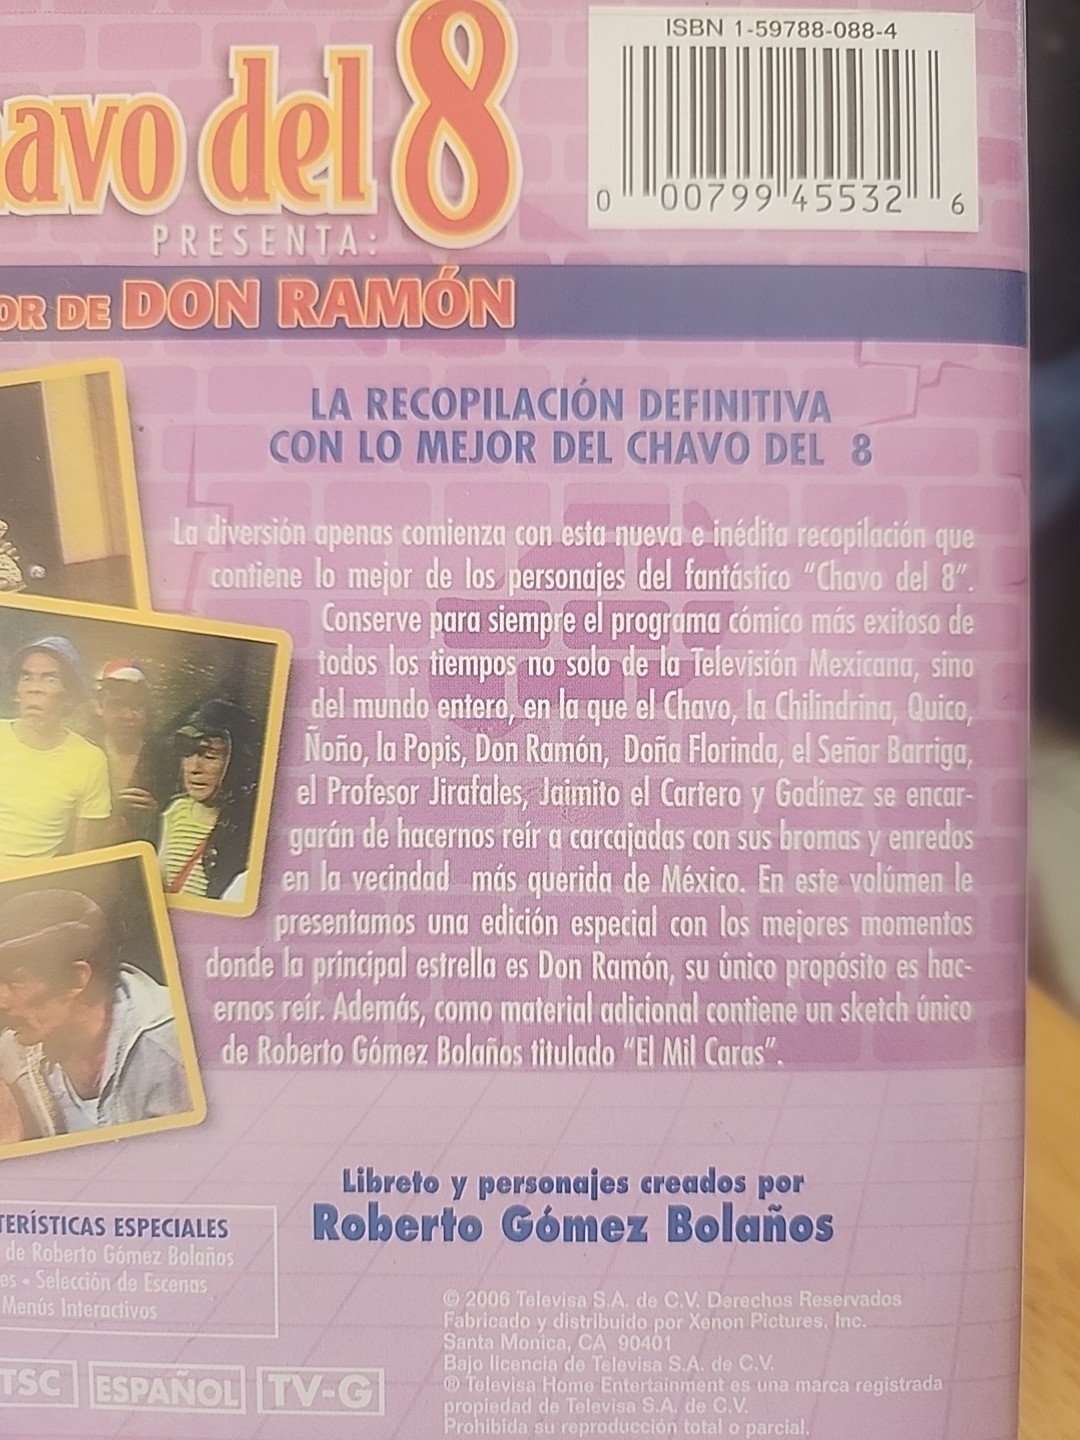 ISBN 1-59788-088-4
avo del 8
0 00799 45532 6
PRESENTA:
OR DE DON RAMÓN
LA RECOPILACIÓN DEFINITIVA
CON LO MEJOR DEL CHAVO DEL 8
La diversión apenas comienza con esta nueva e inédita recopilación que
contiene lo mejor de los personajes del fantástico "Chavo del 8".
Conserve para siempre el programa cómico más exitoso de
todos los tiempos no solo de la Televisión Mexicana, sino
del mundo entero, en la que el Chavo, la Chilindrina, Quico,
Ñoño, la Popis, Don Ramón, Doña Florinda, el Señor Barriga,
el Profesor Jirafales, Jaimito el Cartero y Godínez se encar-
garán de hacernos reír a carcajadas con sus bromas y enredos
en la vecindad más querida de México. En este volúmen le
presentamos una edición especial con los mejores momentos
donde la principal estrella es Don Ramón, su único propósito es hac-
ernos reír. Además, como material adicional contiene un sketch único
de Roberto Gómez Bolaños titulado "El Mil Caras".
Libreto y personajes creados por
Roberto Gómez Bolaños
TERÍSTICAS ESPECIALES
de Roberto Gómez Bolaños
es • Selección de Escenas
Menús Interactivos
TSC ESPAÑOL TV-G
© 2006 Televisa S.A. de C.V. Derechos Reservados
Fabricado y distribuido por Xenon Pictures, Inc.
Santa Monica, CA 90401
Bajo licencia de Televisa S.A. de C.V.
® Televisa Home Entertainment es una marca registrada
propiedad de Televisa S.A. de C.V.
Prohibida su reproducción total o parcial.